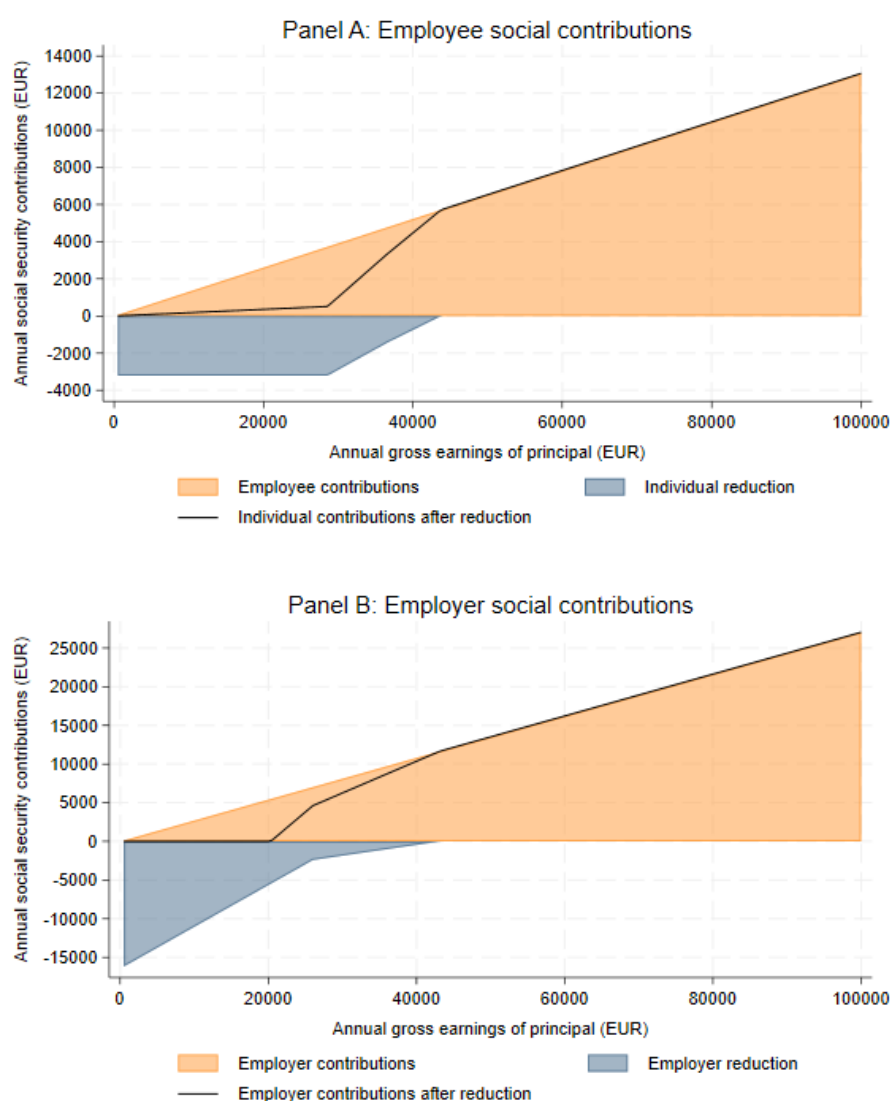 Panel A: Employee social contributions
Annual social security contributions (EUR)
14000
12000
10000
8000
6000
4000
2000
0
-2000
-4000
0 20000 40000 60000 80000 100000
Annual gross earnings of principal (EUR)
Employee contributions Individual reduction
Individual contributions after reduction
Panel B: Employer social contributions
Annual social security contributions (EUR)
25000
20000
15000
10000
5000
0
-5000
-10000
-15000
0 20000 40000 60000 80000 100000
Annual gross earnings of principal (EUR)
Employer contributions Employer reduction
Employer contributions after reduction